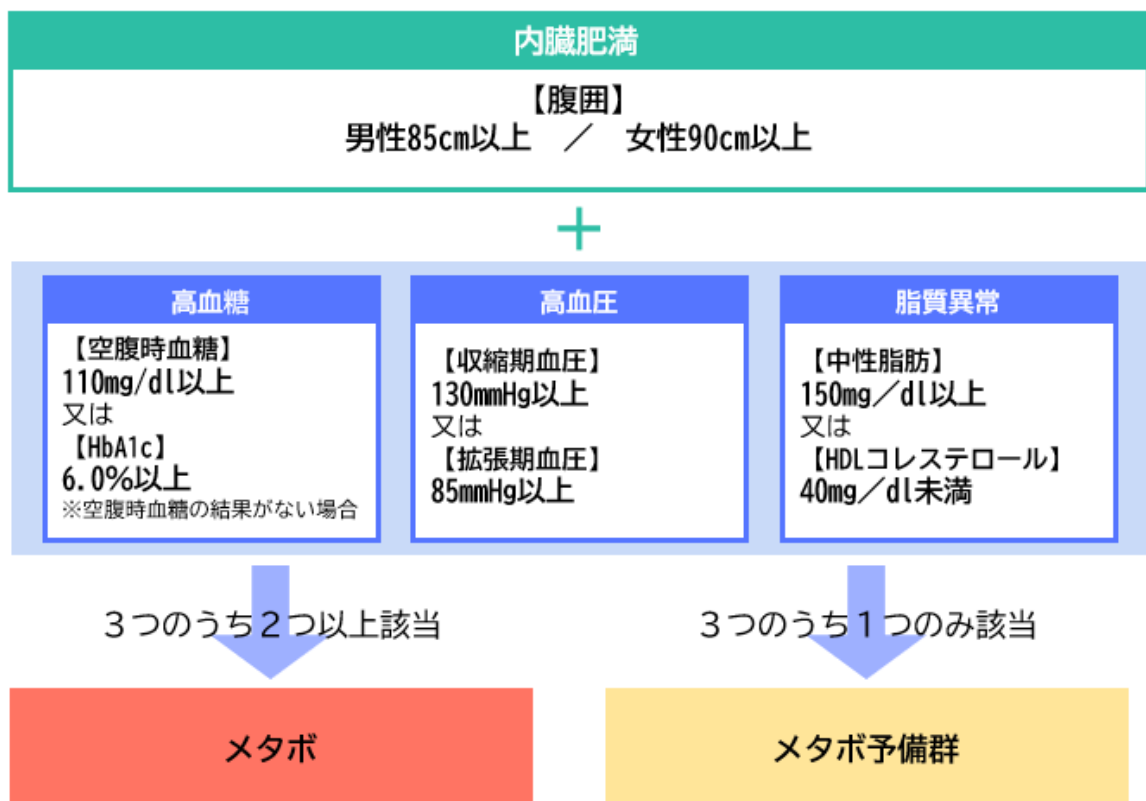 内臓肥満
【腹囲】
男性85cm以上　／　女性90cm以上
＋
高血糖
【空腹時血糖】
110mg/dl以上
又は
【HbA1c】
6.0%以上
※空腹時血糖の結果がない場合
高血圧
【収縮期血圧】
130mmHg以上
又は
【拡張期血圧】
85mmHg以上
脂質異常
【中性脂肪】
150mg／dl以上
又は
【HDLコレステロール】
40mg／dl未満
３つのうち２つ以上該当
メタボ
３つのうち１つのみ該当
メタボ予備群